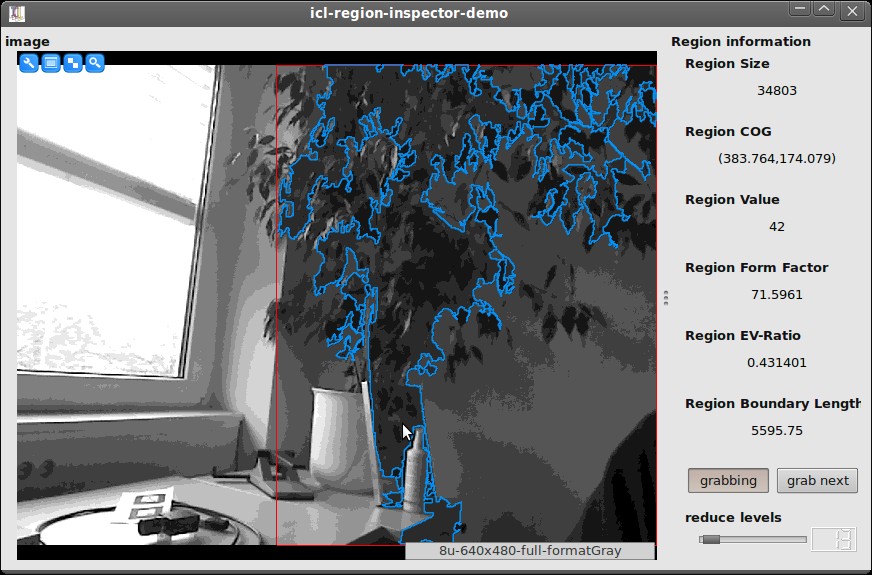 icl-region-inspector-demo
image
Region information
Region Size
34803
Region COG
(383.764,174.079)
Region Value
42
Region Form Factor
71.5961
Region EV-Ratio
0.431401
Region Boundary Length
5595.75
grabbing
grab next
reduce levels
13
8u-640x480-full-formatGray